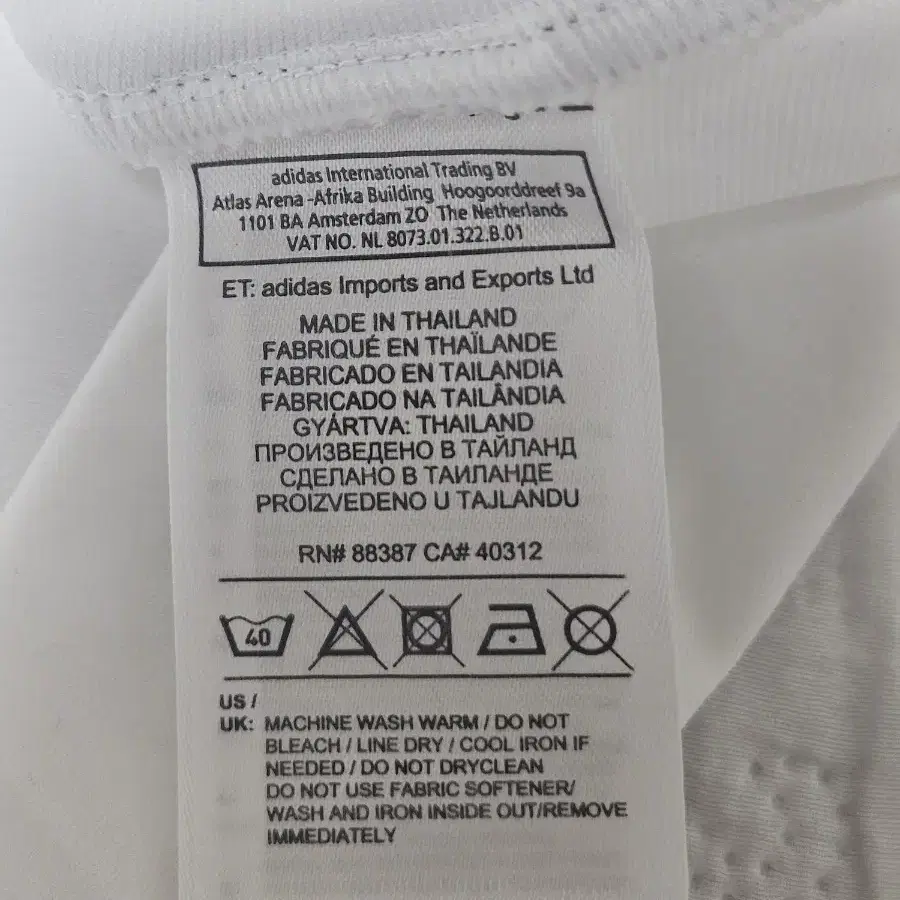 adidas International Trading BV
Atlas Arena -Afrika Building Hoogoorddreef 9a
1101 BA Amsterdam ZO The Netherlands
VAT NO. NL 8073.01.322.B.01
ET: adidas Imports and Exports Ltd
MADE IN THAILAND
FABRIQUÉ EN THAÏLANDE
FABRICADO EN TAILANDIA
FABRICADO NA TAILÂNDIA
GYÁRTVA: THAILAND
ПРОИЗВЕДЕНО В ТАЙЛАНД
СДЕЛАНО В ТАИЛАНДЕ
PROIZVEDENO U TAJLANDU
RN# 88387 CA# 40312
40
US /
UK: MACHINE WASH WARM / DO NOT
BLEACH / LINE DRY / COOL IRON IF
NEEDED / DO NOT DRYCLEAN
DO NOT USE FABRIC SOFTENER/
WASH AND IRON INSIDE OUT/REMOVE
IMMEDIATELY